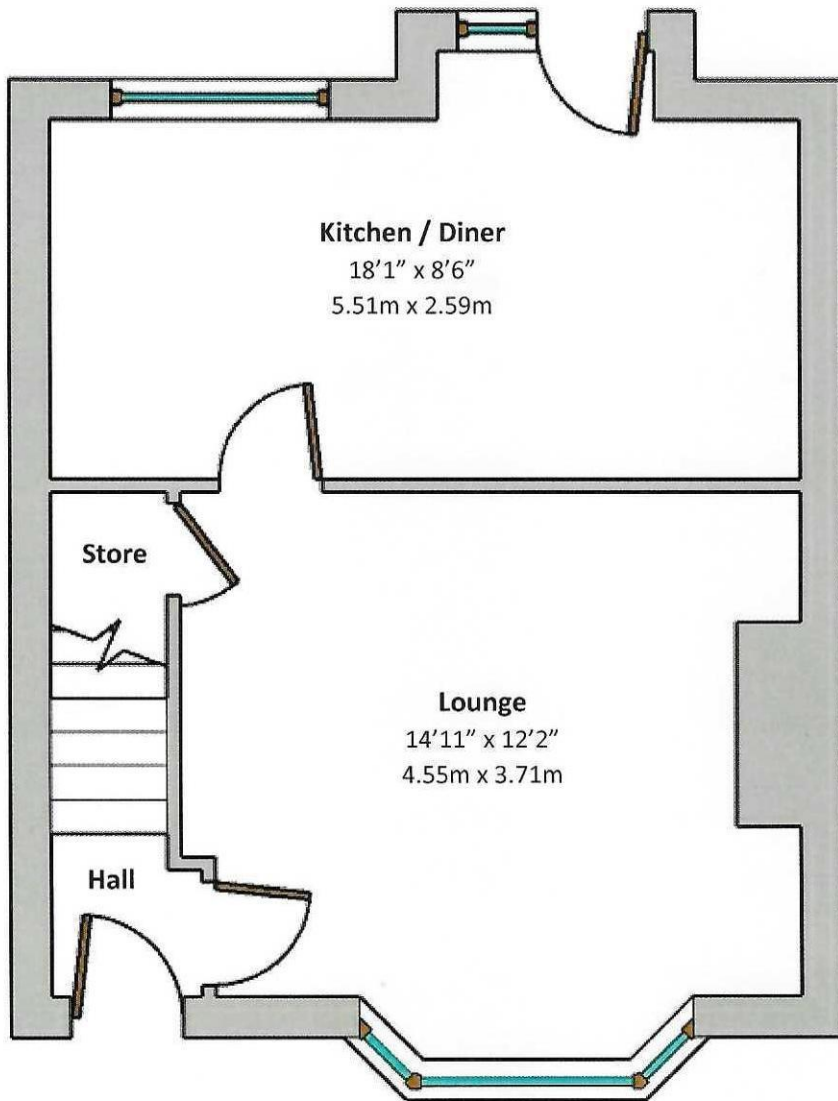 Kitchen / Diner
18’1” x 8’6”
5.51m x 2.59m
Store
Lounge
14’11” x 12’2”
4.55m x 3.71m
Hall